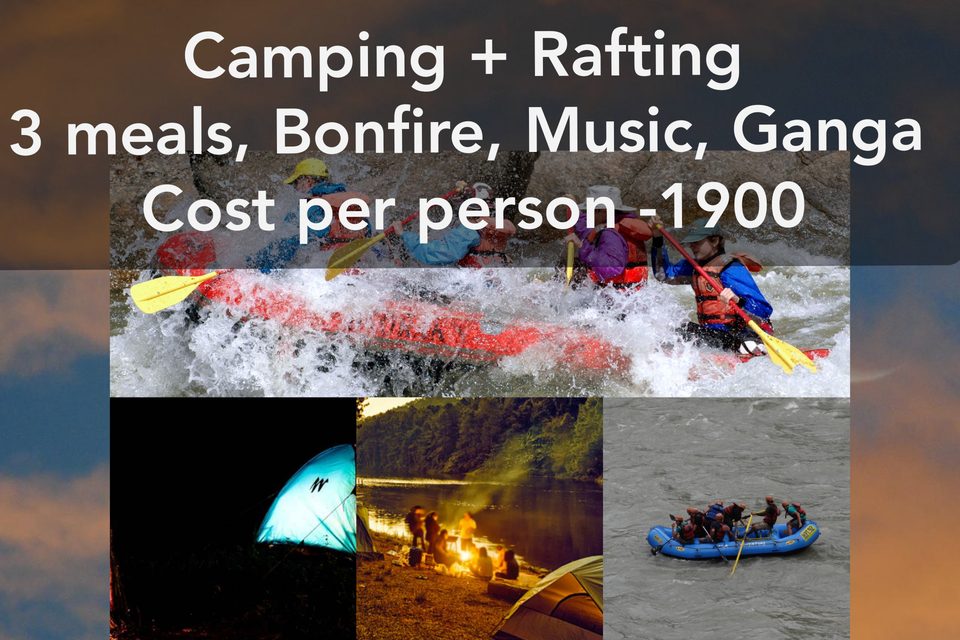 Camping + Rafting
3 meals, Bonfire, Music, Ganga
Cost per person -1900